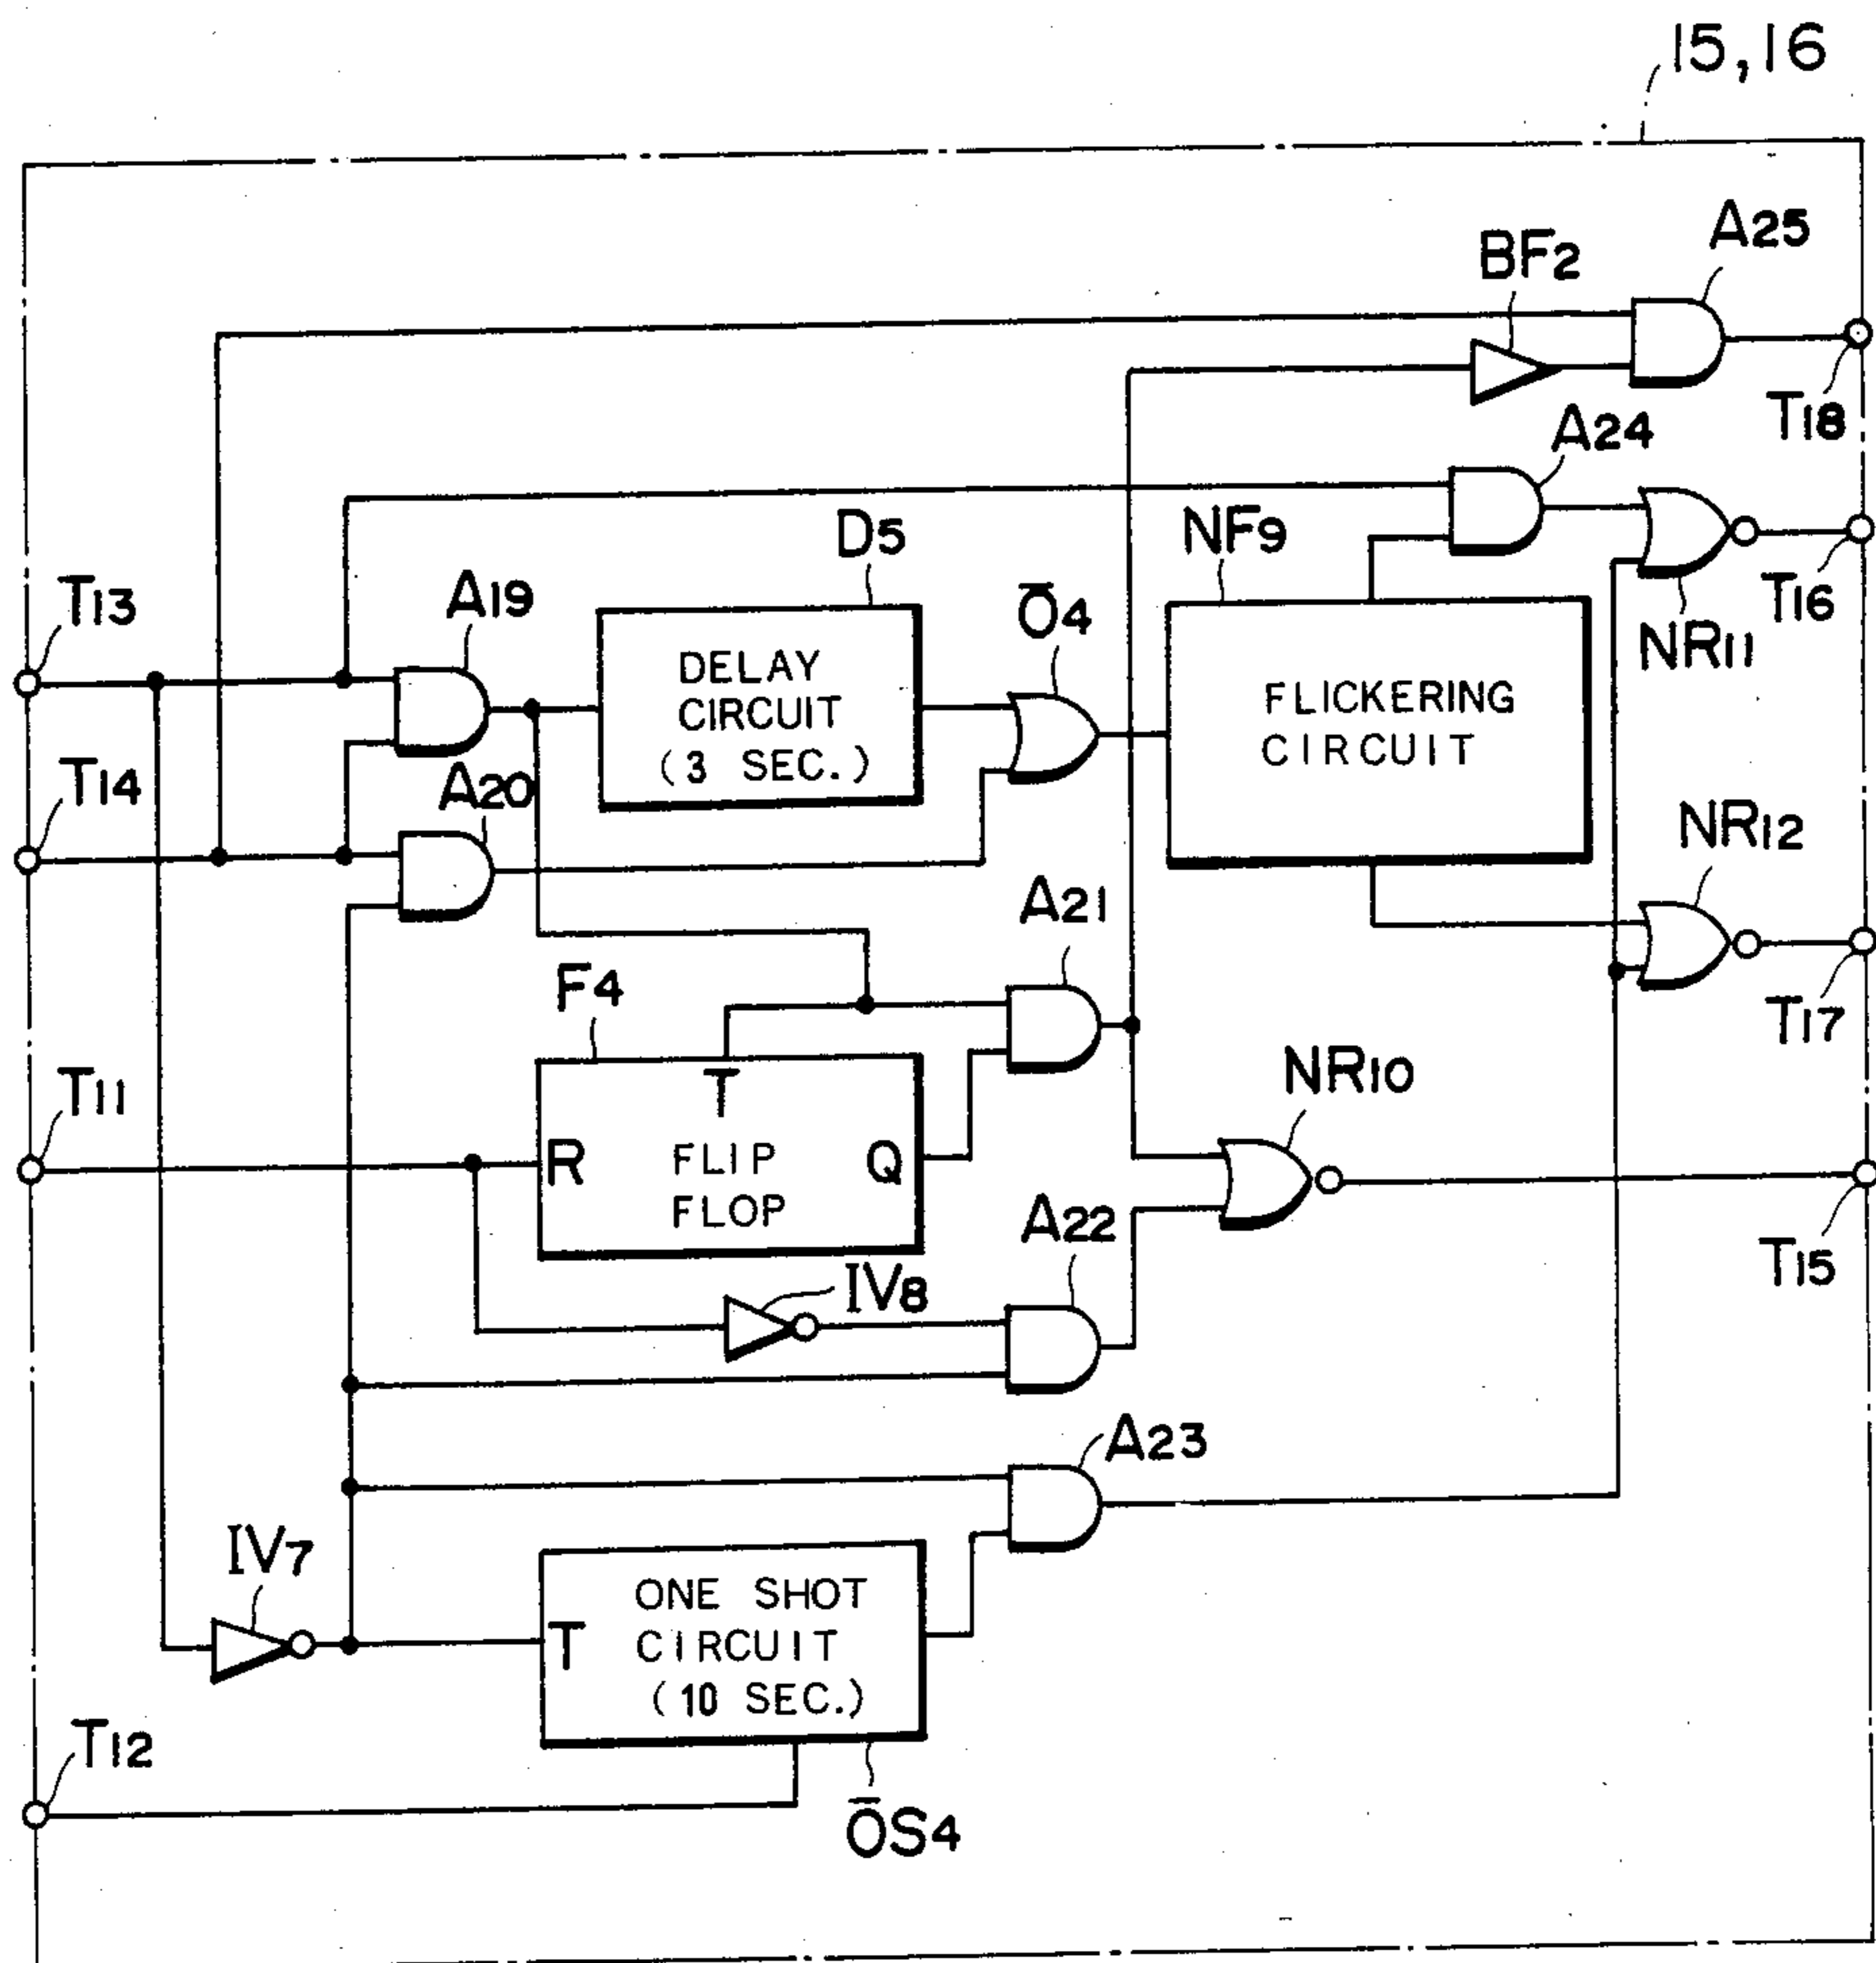 15, 16
A25
BF2
T18
A24
NF9
D5
T16
Ō4
A19
T13
NR11
DELAY
CIRCUIT
(3 SEC.)
FLICKERING
CIRCUIT
T14
A20
NR12
A21
F4
T17
T11
NR10
T
R
FLIP
FLOP
Q
A22
T15
IV8
A23
IV7
T
ONE SHOT
CIRCUIT
(10 SEC.)
T12
ŌS4